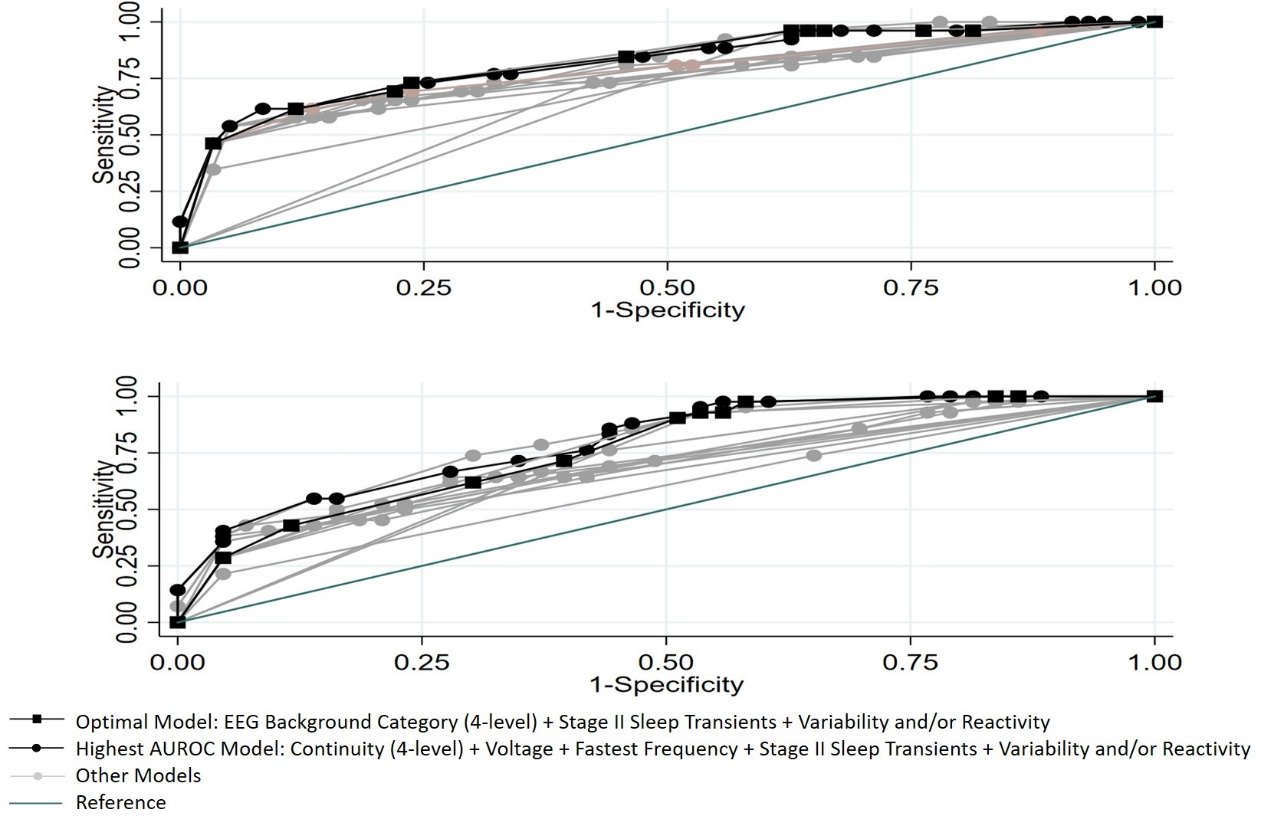 1.00
0.75
0.50
0.25
0.00
Sensitivity
0.00 0.25 0.50 0.75 1.00
1-Specificity
1.00
0.75
0.50
0.25
0.00
Sensitivity
0.00 0.25 0.50 0.75 1.00
1-Specificity
Optimal Model: EEG Background Category (4-level) + Stage II Sleep Transients + Variability and/or Reactivity
Highest AUROC Model: Continuity (4-level) + Voltage + Fastest Frequency + Stage II Sleep Transients + Variability and/or Reactivity
Other Models
Reference